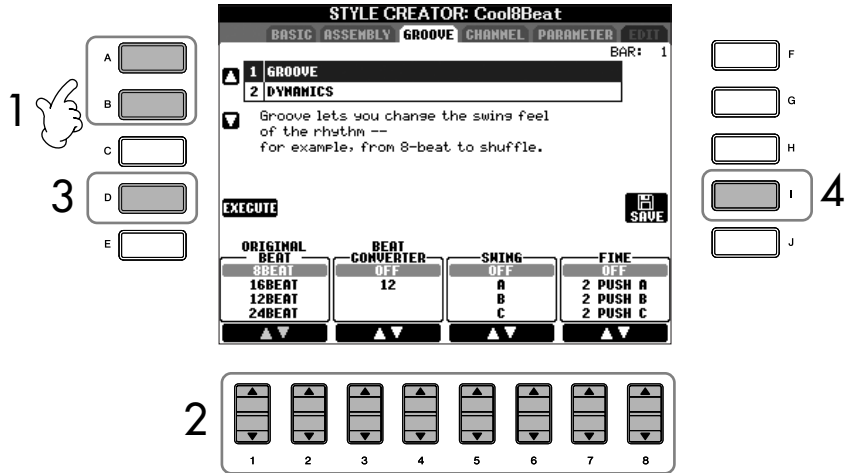 STYLE CREATOR: Cool8Beat
BASIC ASSEMBLY GROOVE CHANNEL PARAMETER EDIT
BAR: 1
1 GROOVE
2 DYNAMICS
Groove lets you change the swing feel
of the rhythm --
for example, from 8-beat to shuffle.
EXECUTE
SAVE
ORIGINAL BEAT
8BEAT
16BEAT
12BEAT
24BEAT
BEAT CONVERTER
OFF
12
SWING
OFF
A
B
C
FINE
OFF
2 PUSH A
2 PUSH B
2 PUSH C
1
A
B
C
3
D
E
F
G
H
I
4
J
2
1 2 3 4 5 6 7 8